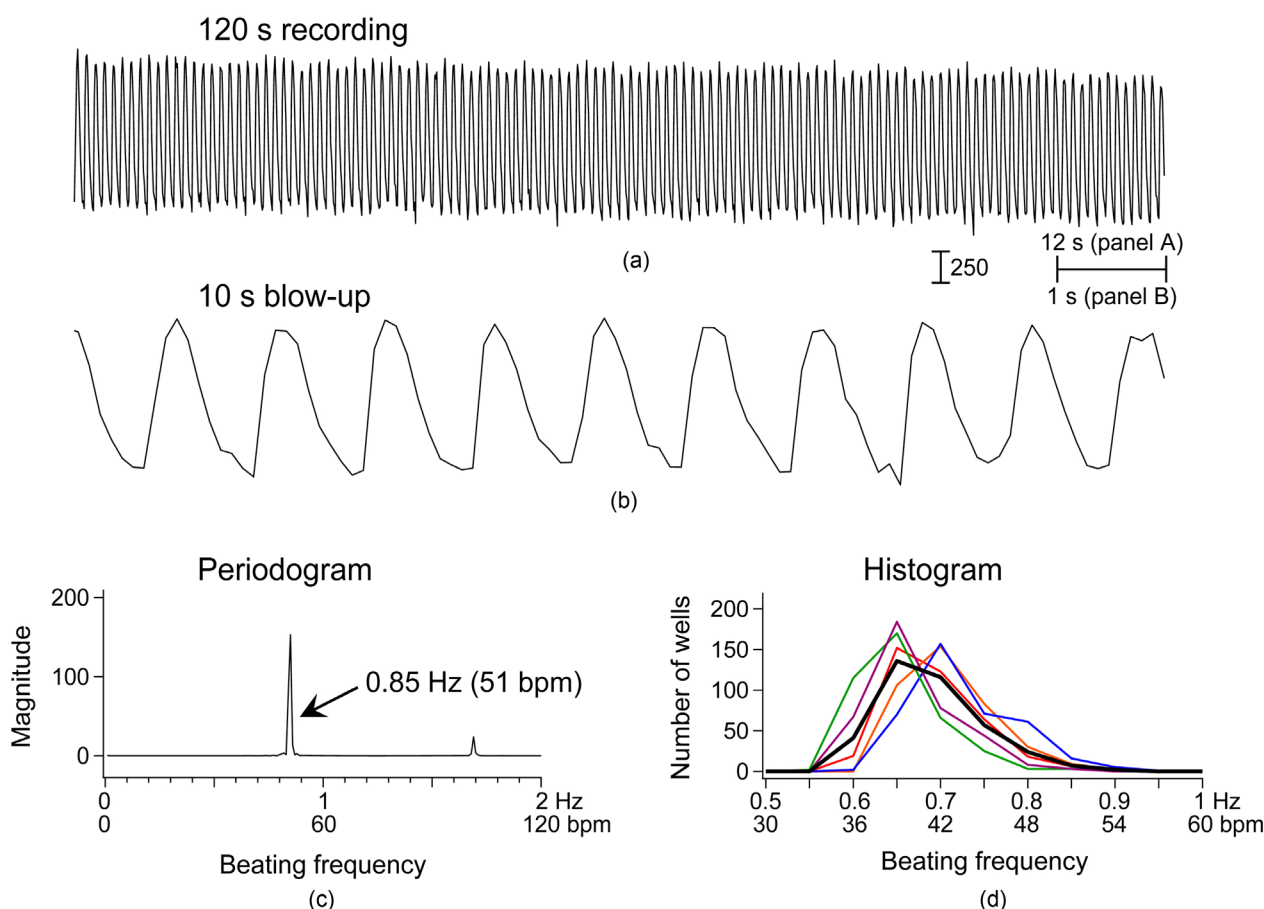 120 s recording
(a)
12 s (panel A)
250
1 s (panel B)
10 s blow-up
(b)
Periodogram
200
100
0
Magnitude
0.85 Hz (51 bpm)
0 1 2 Hz
0 60 120 bpm
Beating frequency
(c)
Histogram
200
150
100
50
0
Number of wells
0.5 0.6 0.7 0.8 0.9 1 Hz
30 36 42 48 54 60 bpm
Beating frequency
(d)